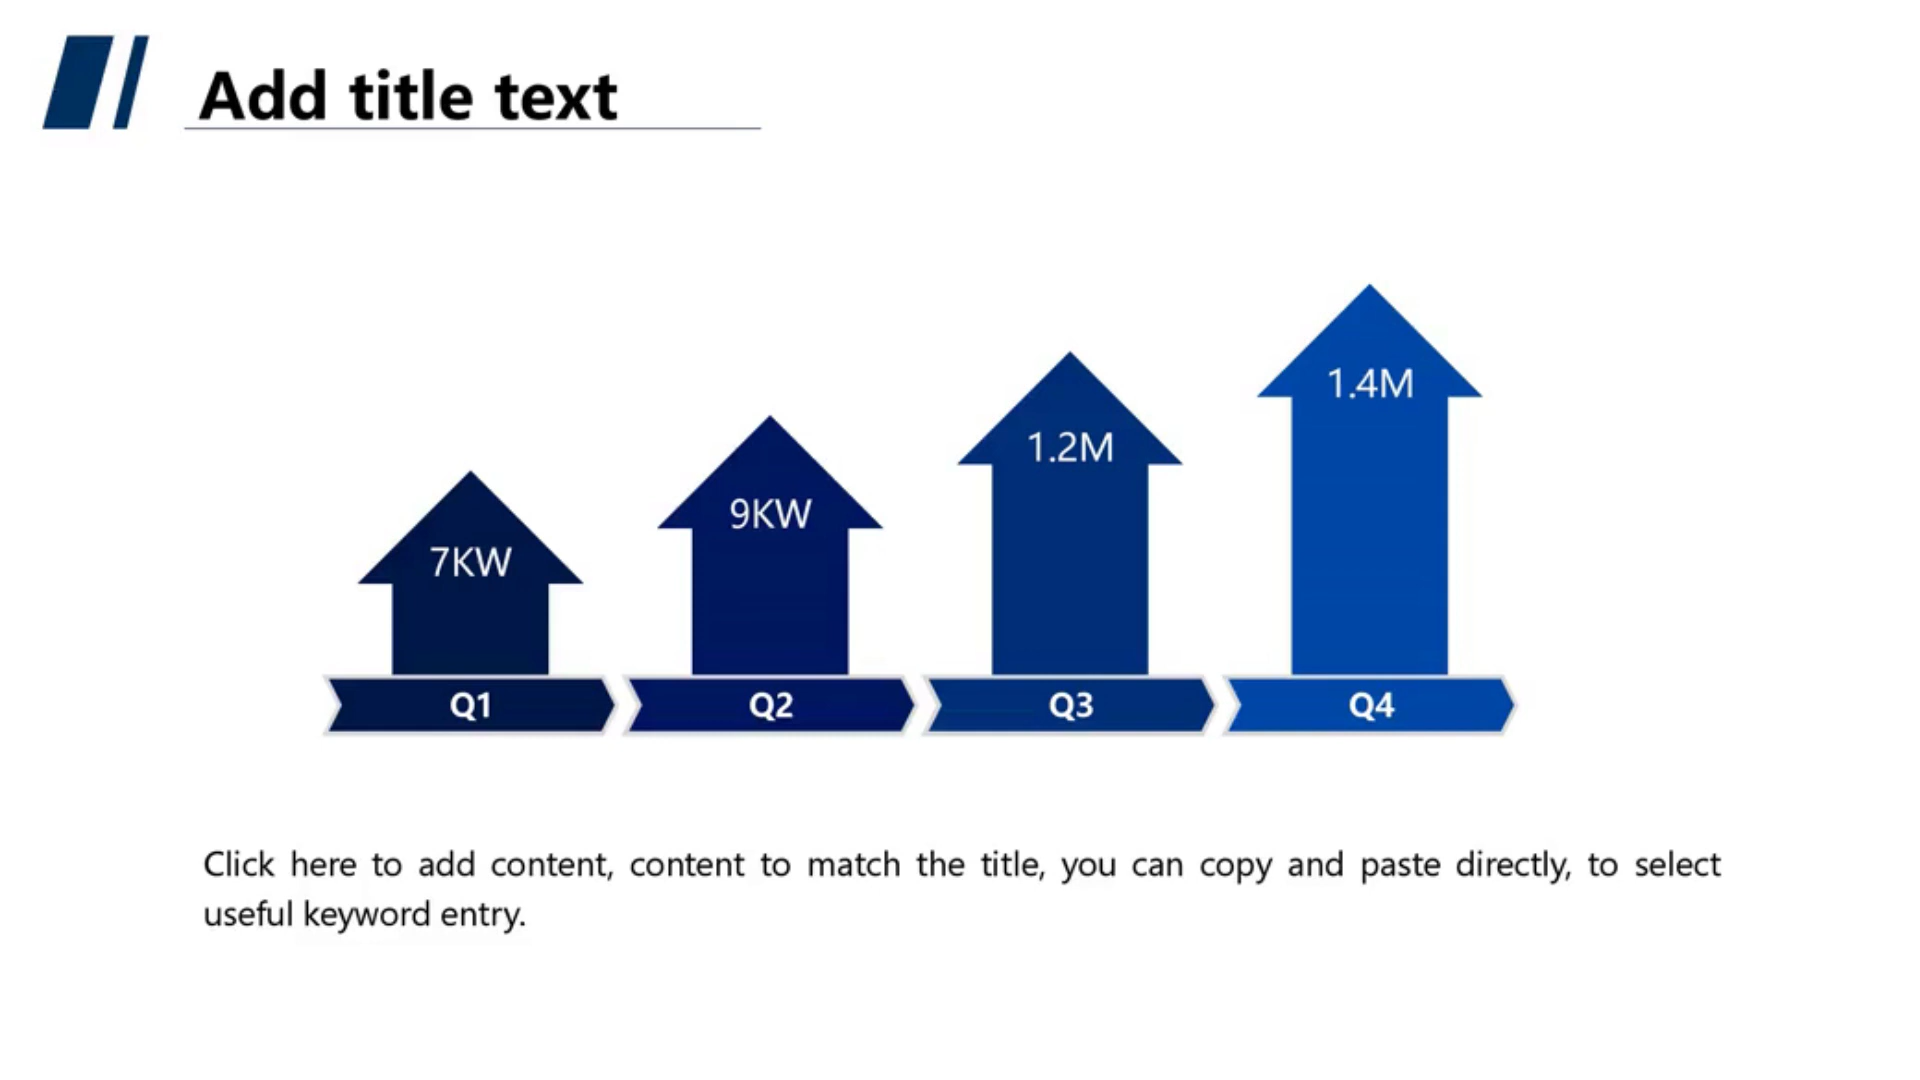 Add title text
1.4M
1.2M
9KW
7KW
Q1 Q2 Q3 Q4
Click here to add content, content to match the title, you can copy and paste directly, to select
useful keyword entry.